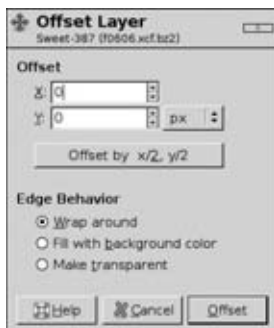 Offset Layer
Sweet-387 (f0606.xcf.bz2)
Offset
X: 0
Y: 0 px
Offset by x/2, y/2
Edge Behavior
Wrap around
Fill with background color
Make transparent
Help Cancel Offset